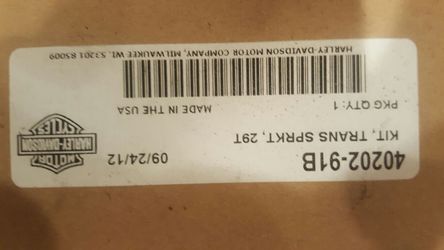 40202-91B
09/24/12
KIT, TRANS SPRKT, 29T
PKG QTY: 1
MADE IN THE USA
HARLEY-DAVIDSON MOTOR COMPANY, MILWAUKEE WI. 53201 85009
MOTOR
HARLEY-DAVIDSON
CYCLES